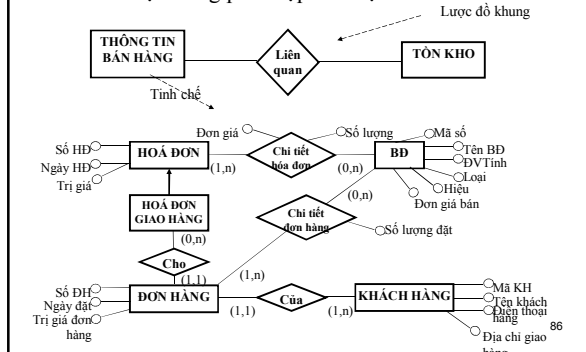 Lược đồ khung
THÔNG TIN
BÁN HÀNG
Liên
quan
TỒN KHO
Tinh chế
Đơn giá
Số lượng
Mã số
Số HĐ
HOÁ ĐƠN
Chi tiết
hóa đơn
BĐ
Tên BĐ
ĐVTính
Ngày HĐ
(1,n)
(0,n)
Loại
Trị giá
Hiệu
(0,n)
Đơn giá bán
HOÁ ĐƠN
GIAO HÀNG
Chi tiết
đơn hàng
Số lượng đặt
(0,n)
Cho
(1,1)
(1,n)
Số ĐH
Ngày đặt
Trị giá đơn
hàng
ĐƠN HÀNG
Của
KHÁCH HÀNG
(1,1)
(1,n)
Mã KH
Tên khách
hàng
Điện thoại
Địa chỉ giao
86